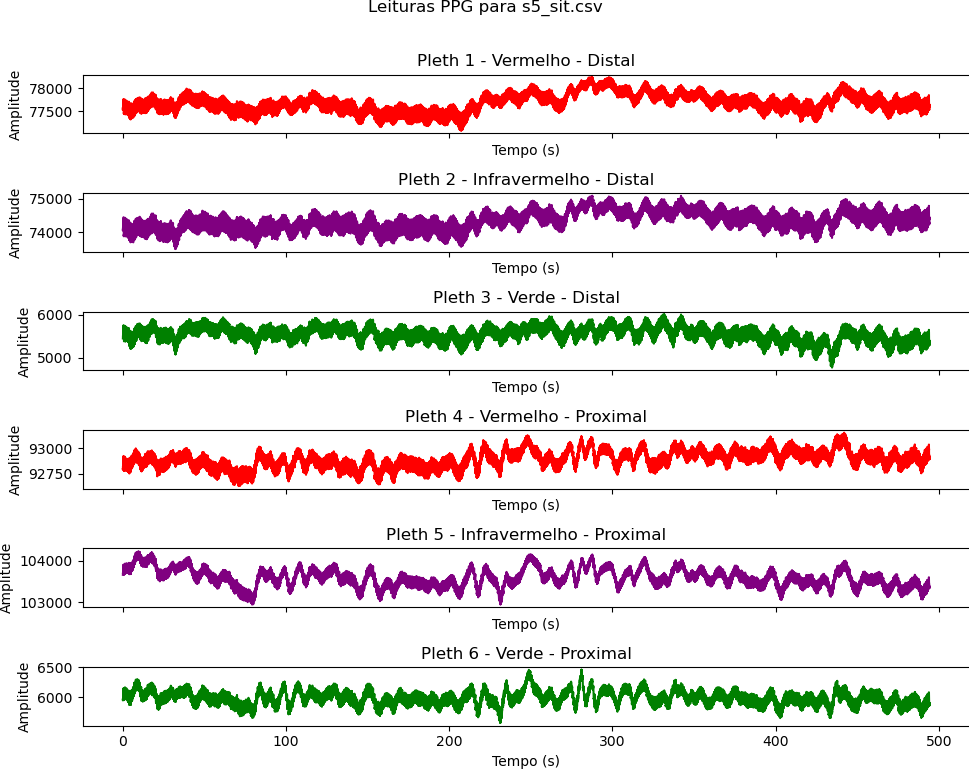 Leituras PPG para s5_sit.csv
Pleth 1 - Vermelho - Distal
Amplitude
78000
77500
Tempo (s)
Pleth 2 - Infravermelho - Distal
Amplitude
75000
74000
Tempo (s)
Pleth 3 - Verde - Distal
Amplitude
6000
5000
Tempo (s)
Pleth 4 - Vermelho - Proximal
Amplitude
93000
92750
Tempo (s)
Pleth 5 - Infravermelho - Proximal
Amplitude
104000
103000
Tempo (s)
Pleth 6 - Verde - Proximal
Amplitude
6500
6000
0 100 200 300 400 500
Tempo (s)